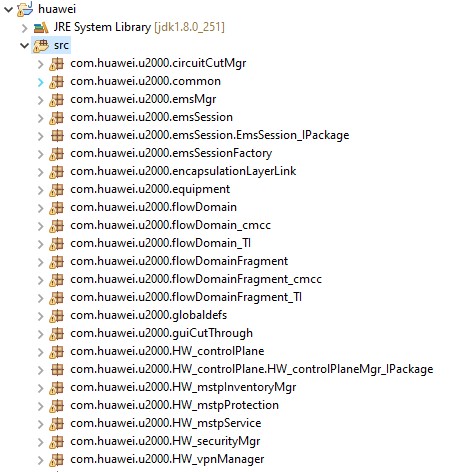 huawei
JRE System Library [jdk1.8.0_251]
src
com.huawei.u2000.circuitCutMgr
com.huawei.u2000.common
com.huawei.u2000.emsMgr
com.huawei.u2000.emsSession
com.huawei.u2000.emsSession.EmsSession_IPackage
com.huawei.u2000.emsSessionFactory
com.huawei.u2000.encapsulationLayerLink
com.huawei.u2000.equipment
com.huawei.u2000.flowDomain
com.huawei.u2000.flowDomain_cmcc
com.huawei.u2000.flowDomain_TI
com.huawei.u2000.flowDomainFragment
com.huawei.u2000.flowDomainFragment_cmcc
com.huawei.u2000.flowDomainFragment_TI
com.huawei.u2000.globaldefs
com.huawei.u2000.guiCutThrough
com.huawei.u2000.HW_controlPlane
com.huawei.u2000.HW_controlPlane.HW_controlPlaneMgr_IPackage
com.huawei.u2000.HW_mstpInventoryMgr
com.huawei.u2000.HW_mstpProtection
com.huawei.u2000.HW_mstpService
com.huawei.u2000.HW_securityMgr
com.huawei.u2000.HW_vpnManager